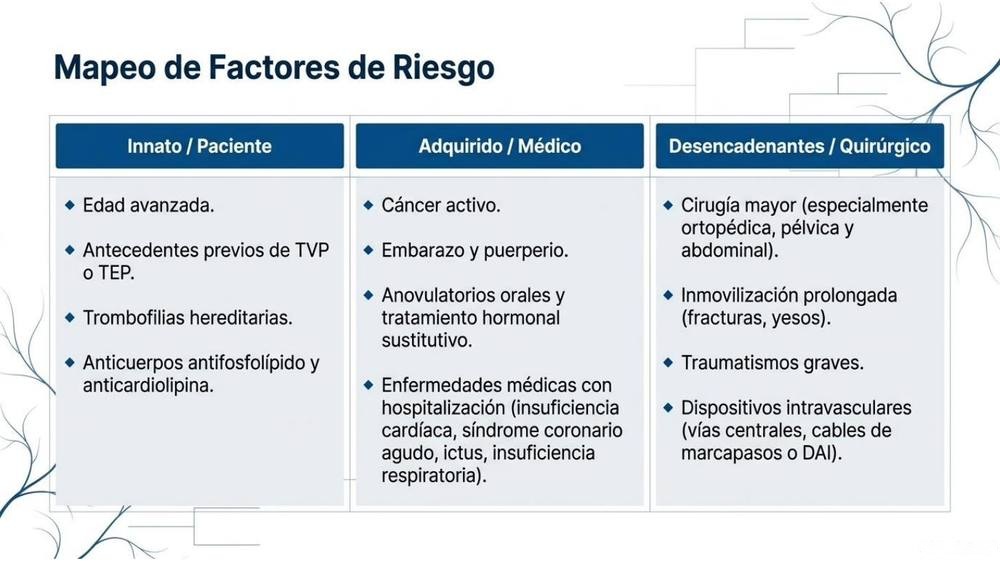 Mapeo de Factores de Riesgo
Innato / Paciente
Edad avanzada.
Antecedentes previos de TVP
o TEP.
Trombofilias hereditarias.
Anticuerpos antifosfolípido y
anticardiolipina.
Adquirido / Médico
Cáncer activo.
Embarazo y puerperio.
Anovulatorios orales y
tratamiento hormonal
sustitutivo.
Enfermedades médicas con
hospitalización (insuficiencia
cardíaca, síndrome coronario
agudo, ictus, insuficiencia
respiratoria).
Desencadenantes / Quirúrgico
Cirugía mayor (especialmente
ortopédica, pélvica y
abdominal).
Inmovilización prolongada
(fracturas, yesos).
Traumatismos graves.
Dispositivos intravasculares
(vías centrales, cables de
marcapasos o DAI).